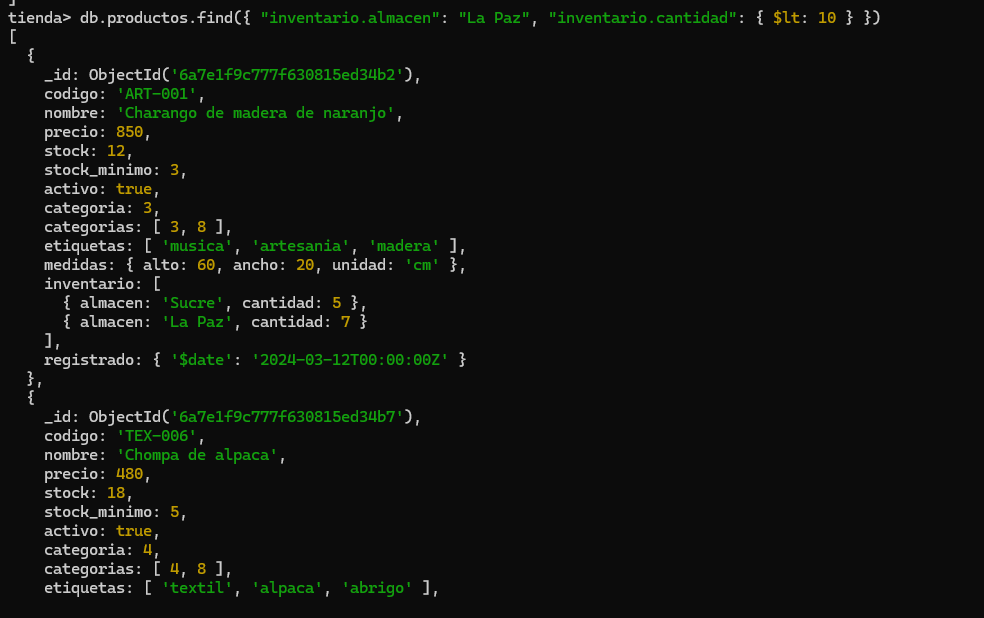 ]
tienda> db.productos.find({ "inventario.almacen": "La Paz", "inventario.cantidad": { $lt: 10 } })
[
  {
    _id: ObjectId('6a7e1f9c777f630815ed34b2'),
    codigo: 'ART-001',
    nombre: 'Charango de madera de naranjo',
    precio: 850,
    stock: 12,
    stock_minimo: 3,
    activo: true,
    categoria: 3,
    categorias: [ 3, 8 ],
    etiquetas: [ 'musica', 'artesania', 'madera' ],
    medidas: { alto: 60, ancho: 20, unidad: 'cm' },
    inventario: [
      { almacen: 'Sucre', cantidad: 5 },
      { almacen: 'La Paz', cantidad: 7 }
    ],
    registrado: { '$date': '2024-03-12T00:00:00Z' }
  },
  {
    _id: ObjectId('6a7e1f9c777f630815ed34b7'),
    codigo: 'TEX-006',
    nombre: 'Chompa de alpaca',
    precio: 480,
    stock: 18,
    stock_minimo: 5,
    activo: true,
    categoria: 4,
    categorias: [ 4, 8 ],
    etiquetas: [ 'textil', 'alpaca', 'abrigo' ],